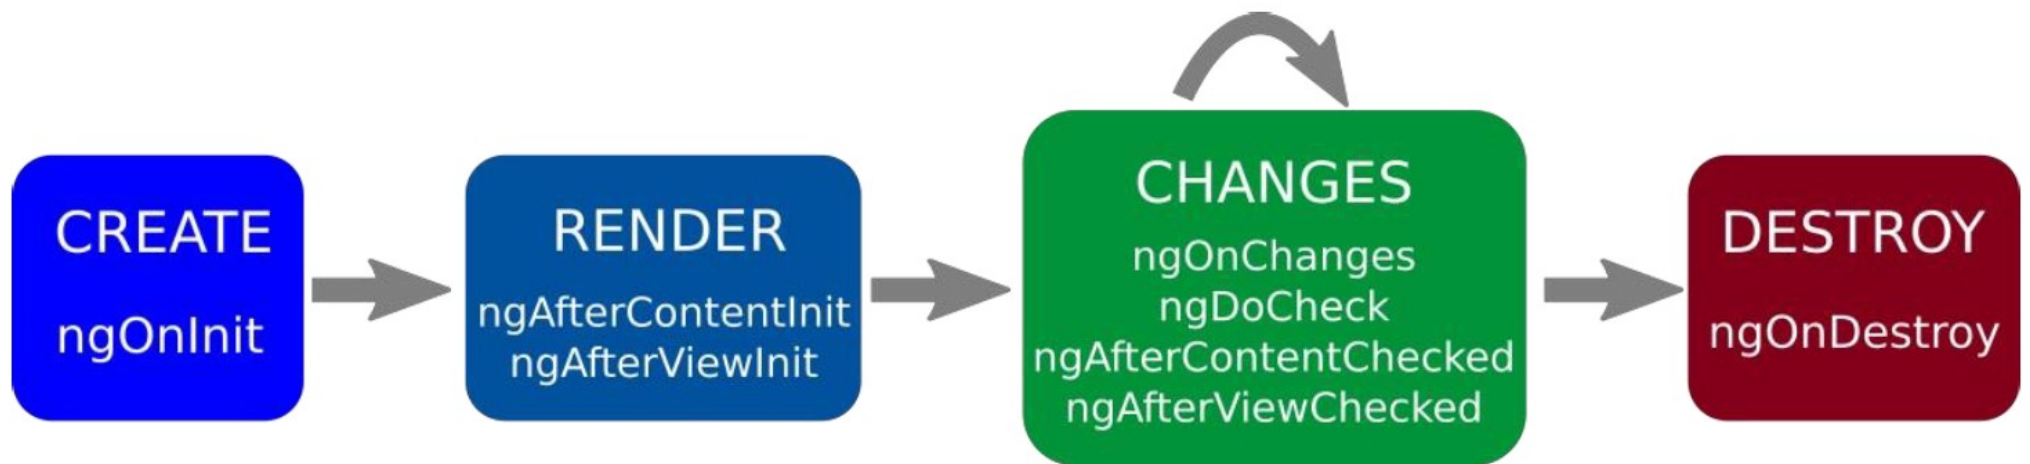 CREATE
ngOnInit
RENDER
ngAfterContentInit
ngAfterViewInit
CHANGES
ngOnChanges
ngDoCheck
ngAfterContentChecked
ngAfterViewChecked
DESTROY
ngOnDestroy